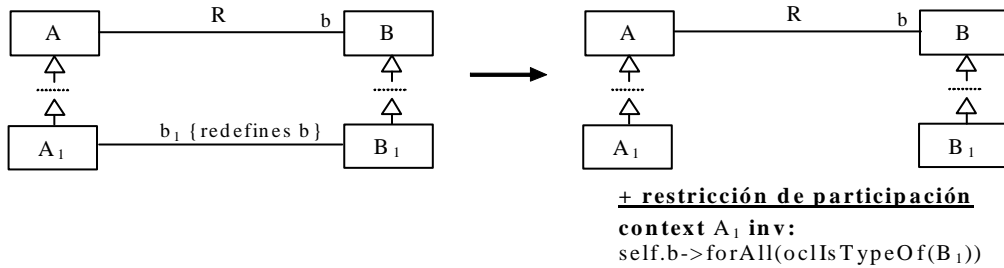 R
b
A
B
A₁
b₁ {redefines b}
B₁
R
b
A
B
A₁
B₁
+ restricción de participación
context A₁ inv:
self.b->forAll(oclIsTypeOf(B₁))